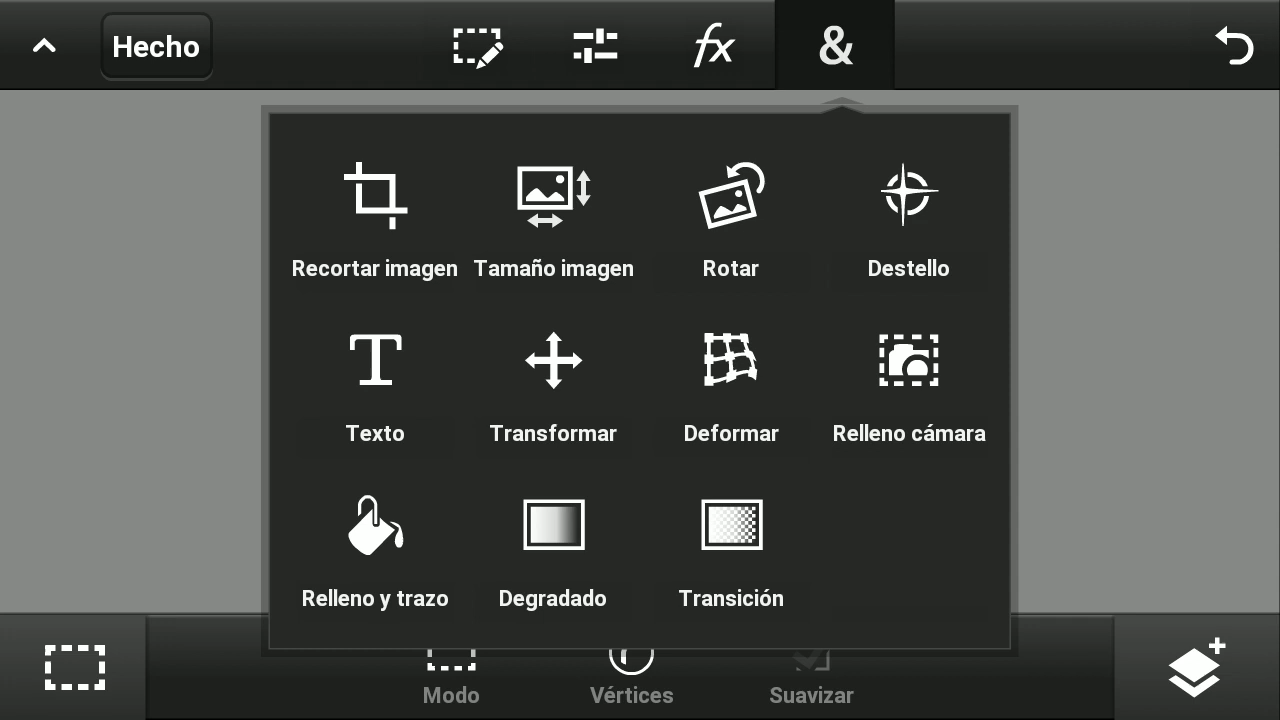 Hecho
fx
&
Recortar imagen
Tamaño imagen
Rotar
Destello
Texto
Transformar
Deformar
Relleno cámara
Relleno y trazo
Degradado
Transición
Modo
Vértices
Suavizar